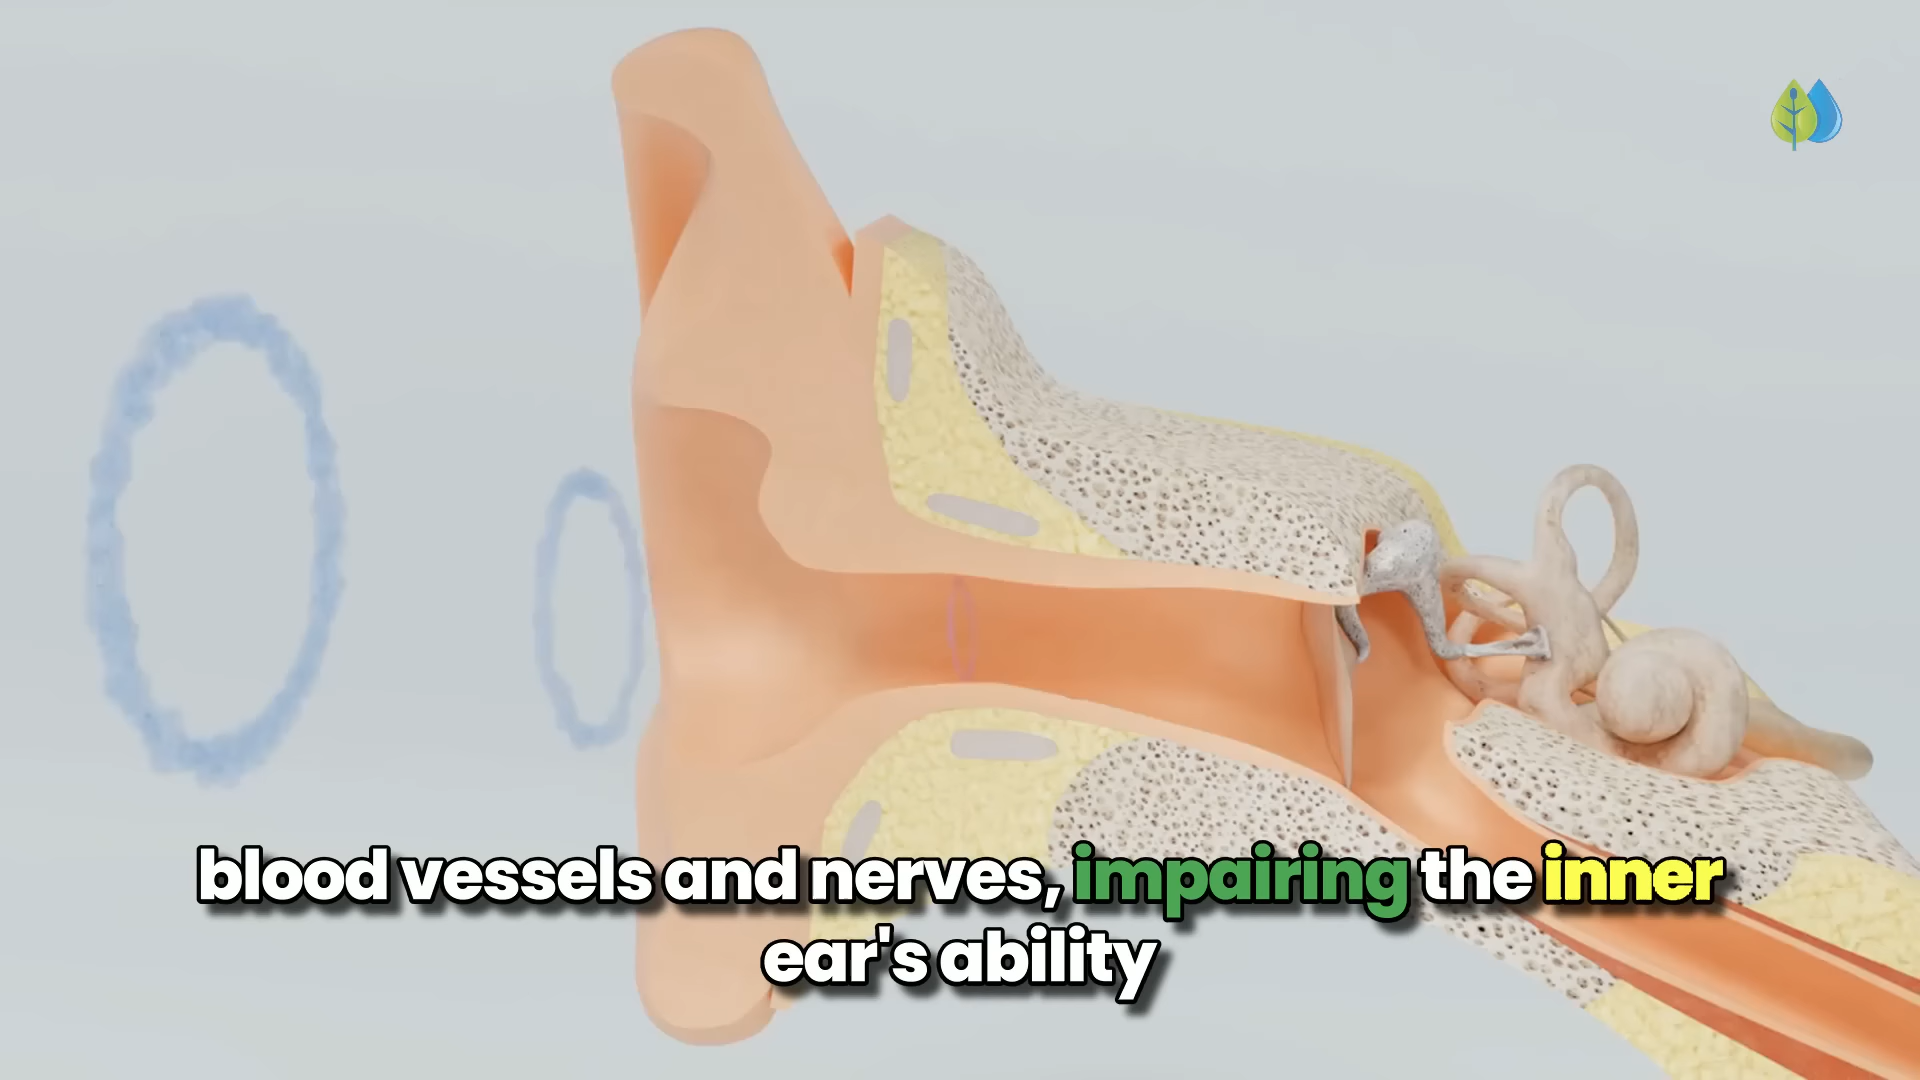 blood vessels and nerves, impairing the inner
ear's ability